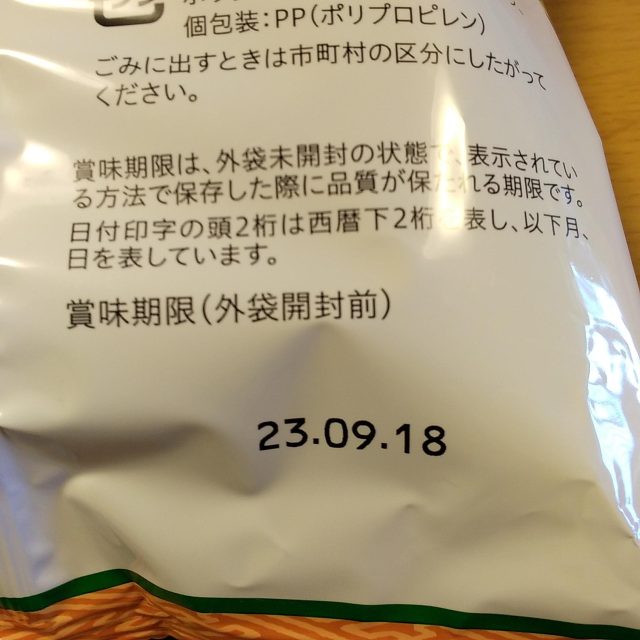 個包装:PP(ポリプロピレン)
ごみに出すときは市町村の区分にしたがって
ください。
賞味期限は、外袋未開封の状態で、表示されてい
る方法で保存した際に品質が保たれる期限です。
日付印字の頭2桁は西暦下2桁を表し、以下月、
日を表しています。
賞味期限(外袋開封前)
23.09.18